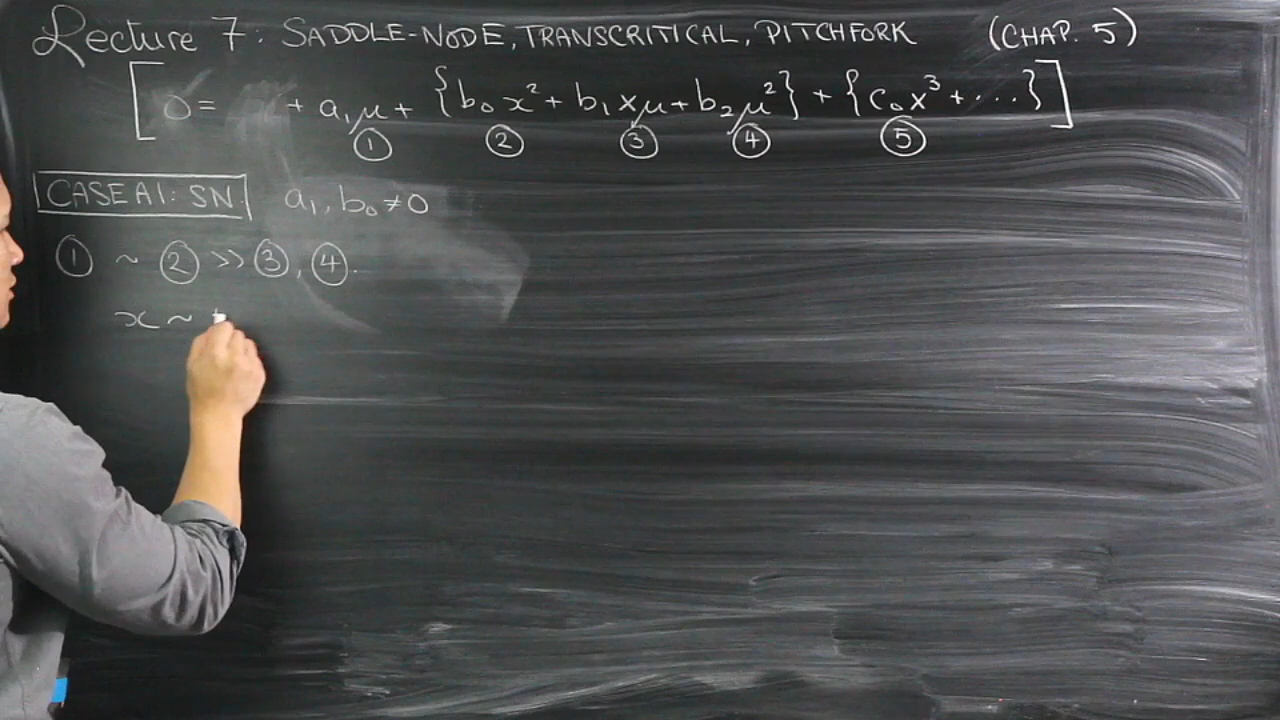 Lecture 7: SADDLE-NODE, TRANSCRITICAL, PITCHFORK (CHAP. 5)
[0 = + a₁μ + {b₀x² + b₁xμ + b₂μ²} + {c₀x³ + ...}]
① ② ③ ④ ⑤
CASE A1: SN a₁, b₀ ≠ 0
① ~ ② >> ③, ④.
x ~